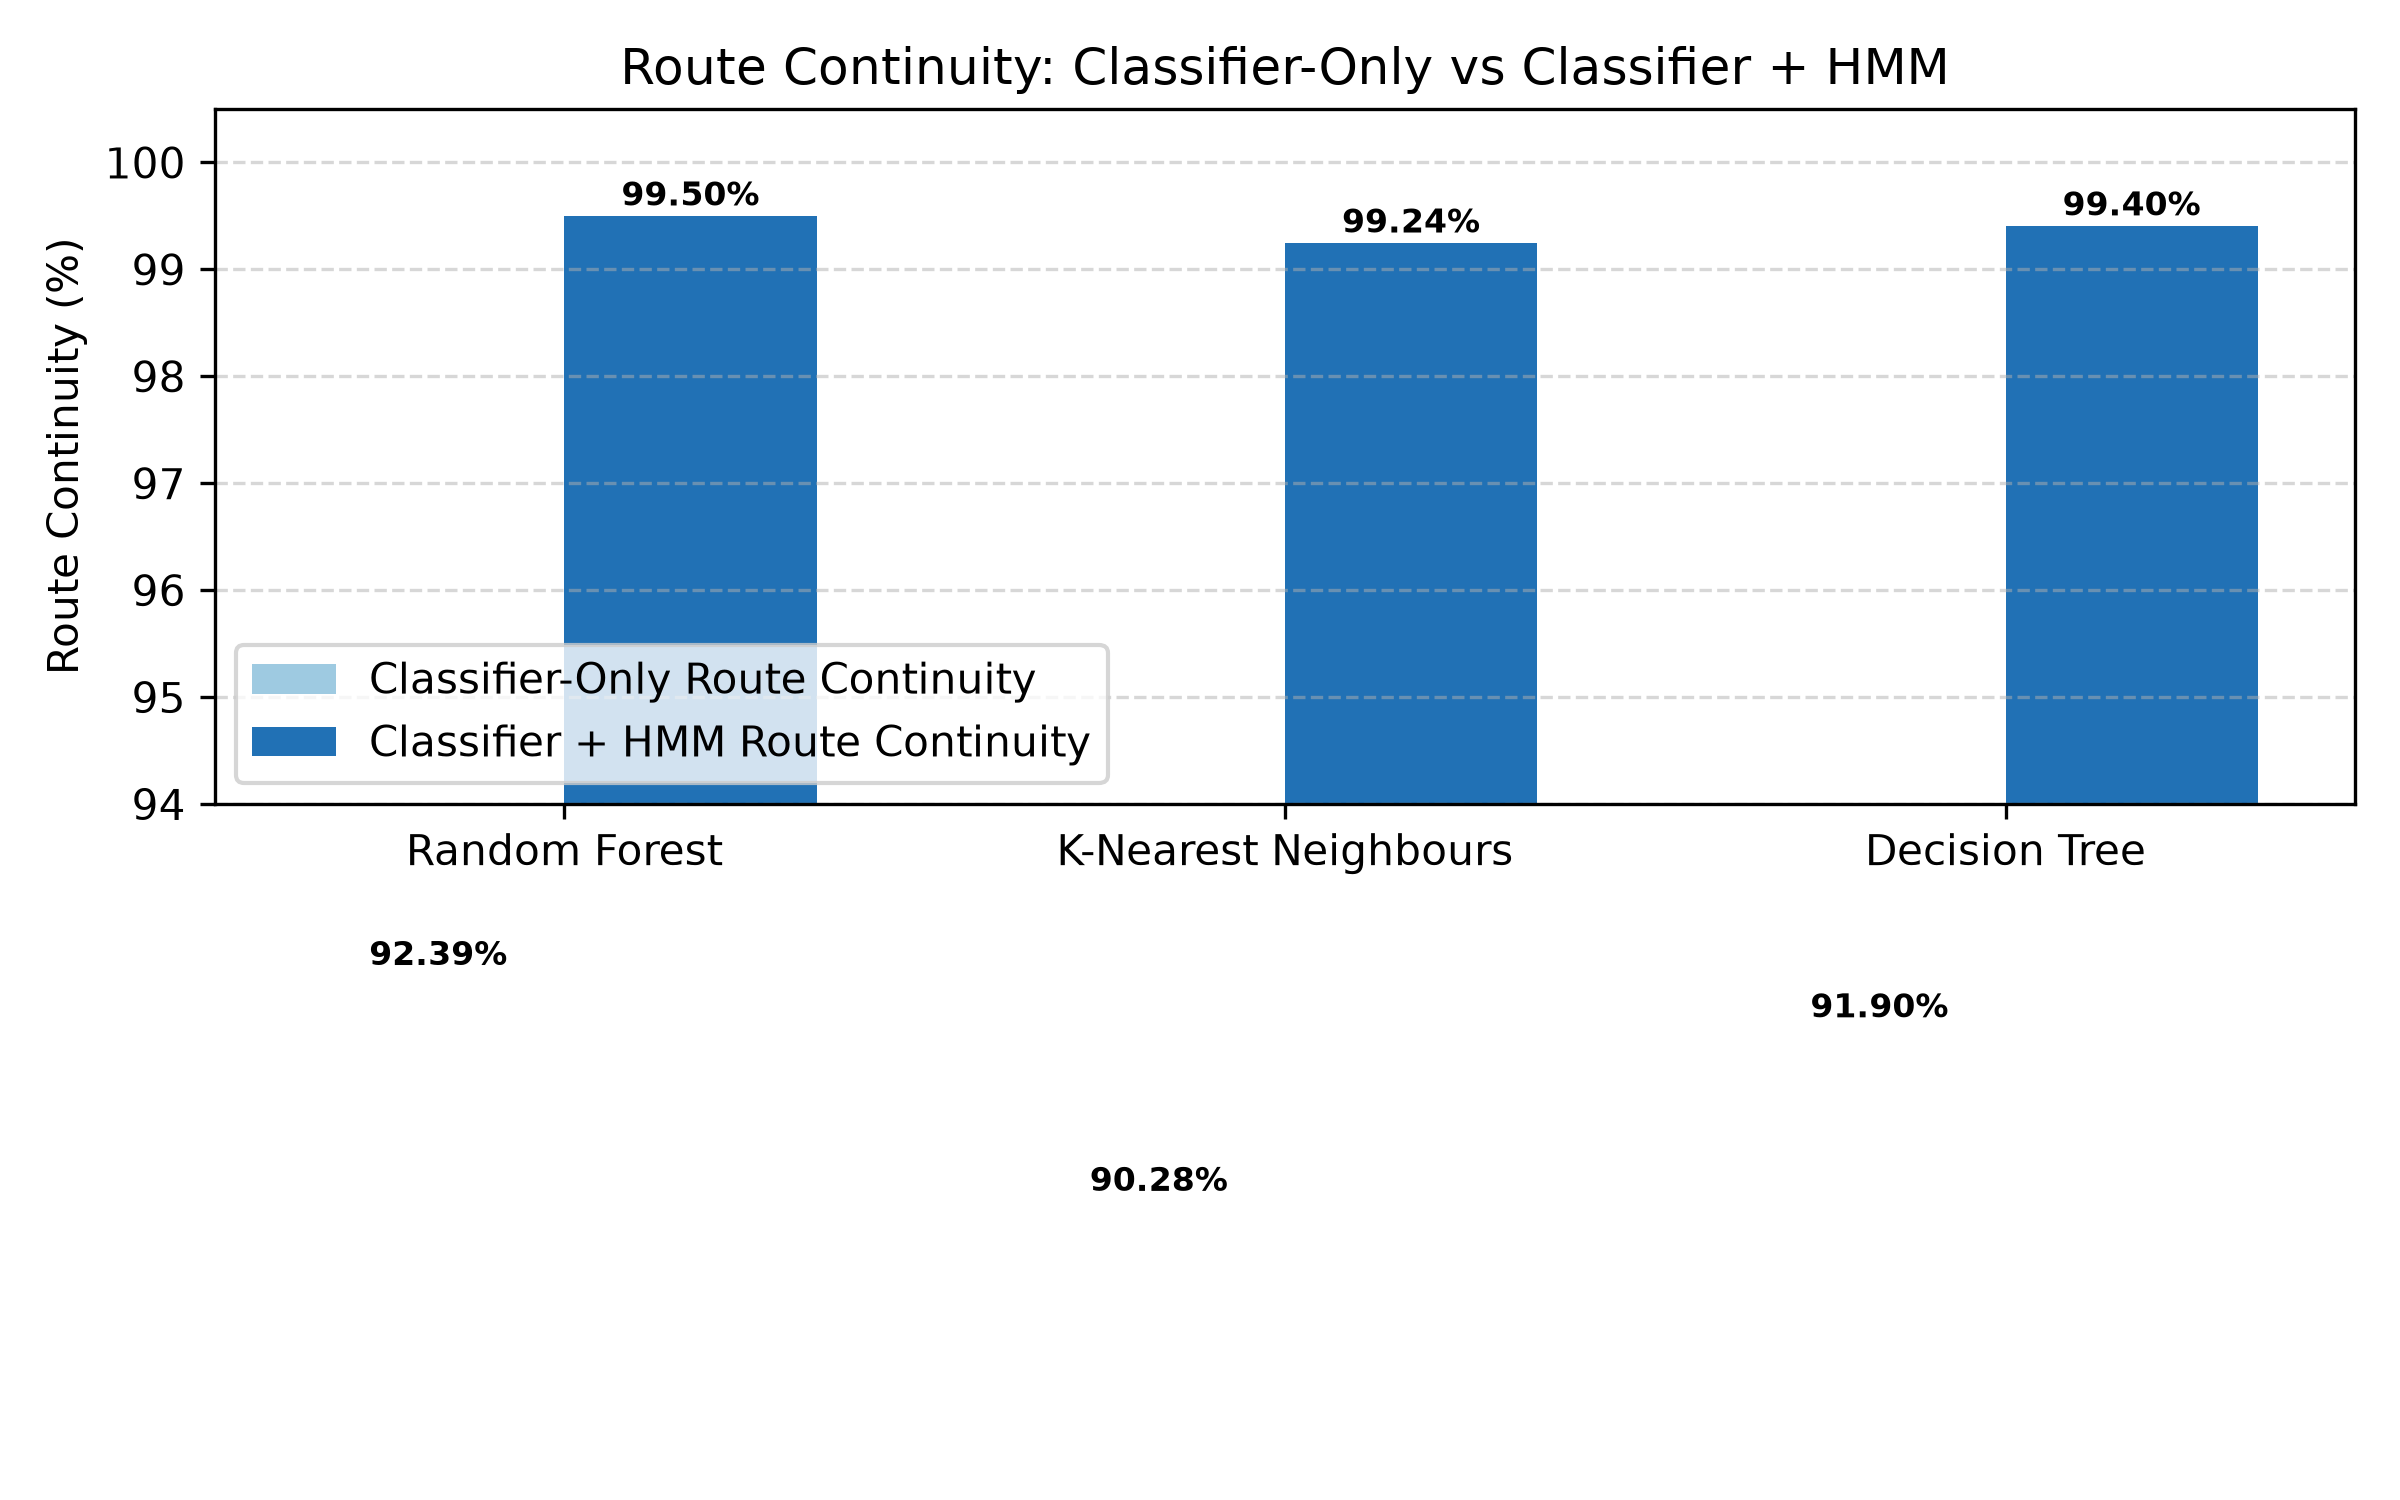 Route Continuity: Classifier-Only vs Classifier + HMM
Route Continuity (%)
100
99
98
97
96
95
94
99.50%
99.24%
99.40%
Classifier-Only Route Continuity
Classifier + HMM Route Continuity
Random Forest
K-Nearest Neighbours
Decision Tree
92.39%
91.90%
90.28%